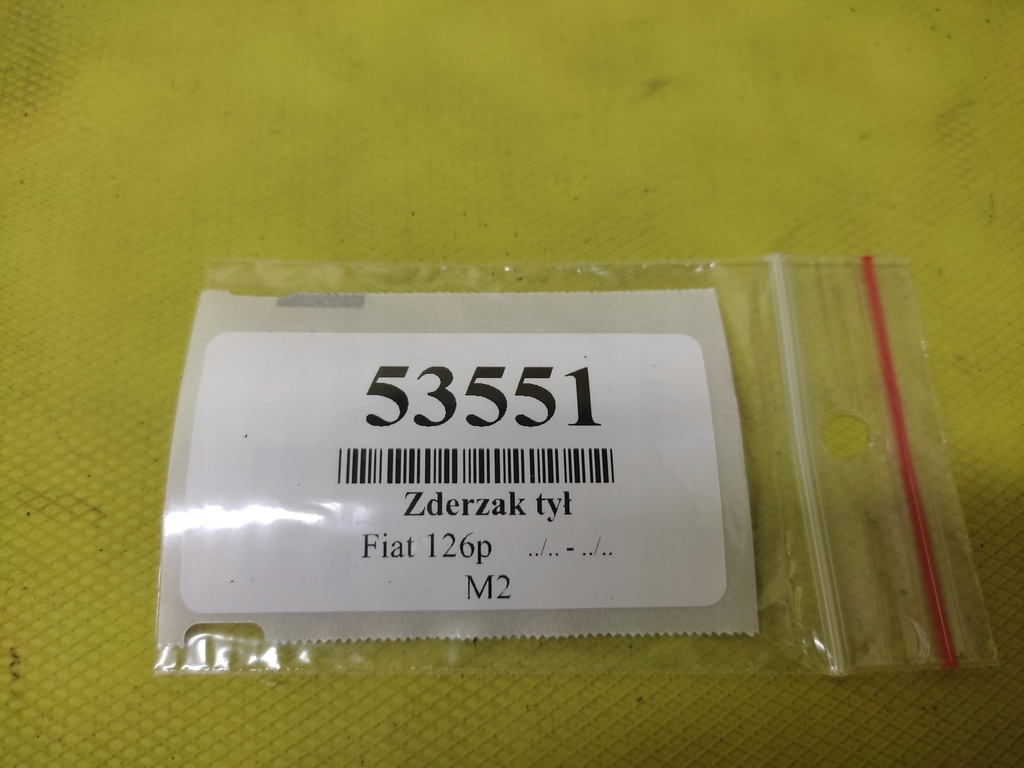 53551
Zderzak tył
Fiat 126p ../.. - ../..
M2